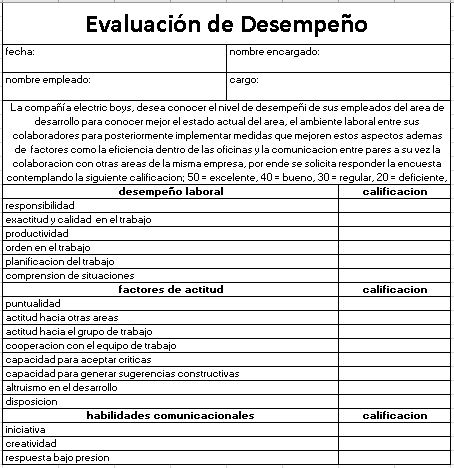 Evaluación de Desempeño
fecha: nombre encargado:
nombre empleado: cargo:
La compañía electric boys, desea conocer el nivel de desempeñi de sus empleados del area de
desarrollo para conocer mejor el estado actual del area, el ambiente laboral entre sus
colaboradores para posteriormente implementar medidas que mejoren estos aspectos ademas
de factores como la eficiencia dentro de las oficinas y la comunicacion entre pares a su vez la
colaboracion con otras areas de la misma empresa, por ende se solicita responder la encuesta
contemplando la siguiente calificacion; 50 = excelente, 40 = bueno, 30 = regular, 20 = deficiente,
desempeño laboral calificacion
responsibilidad
exactitud y calidad en el trabajo
productividad
orden en el trabajo
planificacion del trabajo
comprension de situaciones
factores de actitud calificacion
puntualidad
actitud hacia otras areas
actitud hacia el grupo de trabajo
cooperacion con el equipo de trabajo
capacidad para aceptar criticas
capacidad para generar sugerencias constructivas
altruismo en el desarrollo
disposicion
habilidades comunicacionales calificacion
iniciativa
creatividad
respuesta bajo presion